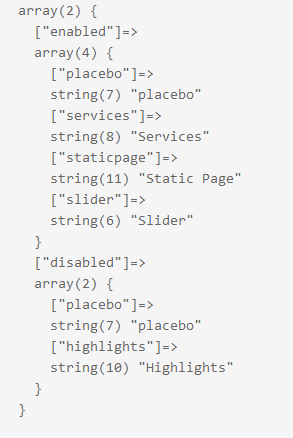 array(2) {
["enabled"]=>
array(4) {
["placebo"]=>
string(7) "placebo"
["services"]=>
string(8) "Services"
["staticpage"]=>
string(11) "Static Page"
["slider"]=>
string(6) "Slider"
}
["disabled"]=>
array(2) {
["placebo"]=>
string(7) "placebo"
["highlights"]=>
string(10) "Highlights"
}
}